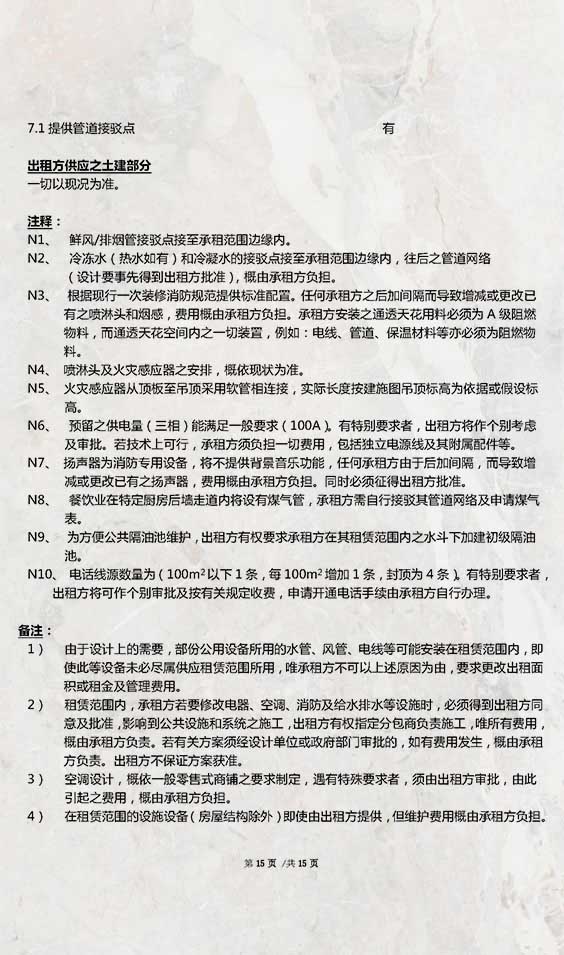 7.1 提供管道接驳点 有
出租方供应之土建部分
一切以现况为准。
注释：
N1、 鲜风/排烟管接驳点接至承租范围边缘内。
N2、 冷冻水（热水如有）和冷凝水的接驳点接至承租范围边缘内，往后之管道网络
（设计要事先得到出租方批准），概由承租方负担。
N3、 根据现行一次装修消防规范提供标准配置。任何承租方之后加间隔而导致增减或更改已
有之喷淋头和烟感，费用概由承租方负担。承租方安装之通透天花用料必须为 A 级阻燃
物料，而通透天花空间内之一切装置，例如：电线、管道、保温材料等亦必须为阻燃物
料。
N4、 喷淋头及火灾感应器之安排，概依现状为准。
N5、 火灾感应器从顶板至吊顶采用软管相连接，实际长度按建施图吊顶标高为依据或假设标
高。
N6、 预留之供电量（三相）能满足一般要求（100A）。有特别要求者，出租方将作个别考虑
及审批。若技术上可行，承租方须负担一切费用，包括独立电源线及其附属配件等。
N7、 扬声器为消防专用设备，将不提供背景音乐功能，任何承租方由于后加间隔，而导致增
减或更改已有之扬声器，费用概由承租方负担。同时必须征得出租方批准。
N8、 餐饮业在特定厨房后墙走道内将设有煤气管，承租方需自行接驳其管道网络及申请煤气
表。
N9、 为方便公共隔油池维护，出租方有权要求承租方在其租赁范围内之水斗下加建初级隔油
池。
N10、 电话线源数量为（100m²以下 1 条，每 100m²增加 1 条，封顶为 4 条）。有特别要求者，
出租方将可作个别审批及按有关规定收费，申请开通电话手续由承租方自行办理。
备注：
1） 由于设计上的需要，部份公用设备所用的水管、风管、电线等可能安装在租赁范围内，即
使此等设备未必尽属供应租赁范围所用，唯承租方不可以上述原因为由，要求更改出租面
积或租金及管理费用。
2） 租赁范围内，承租方若要修改电器、空调、消防及给水排水等设施时，必须得到出租方同
意及批准，影响到公共设施和系统之施工，出租方有权指定分包商负责施工，唯所有费用，
概由承租方负责。若有关方案须经设计单位或政府部门审批的，如有费用发生，概由承租
方负责。出租方不保证方案获准。
3） 空调设计，概依一般零售式商铺之要求制定，遇有特殊要求者，须由出租方审批，由此
引起之费用，概由承租方负担。
4） 在租赁范围的设施设备（房屋结构除外）即使由出租方提供，但维护费用概由承租方负担。
第 15 页 /共 15 页